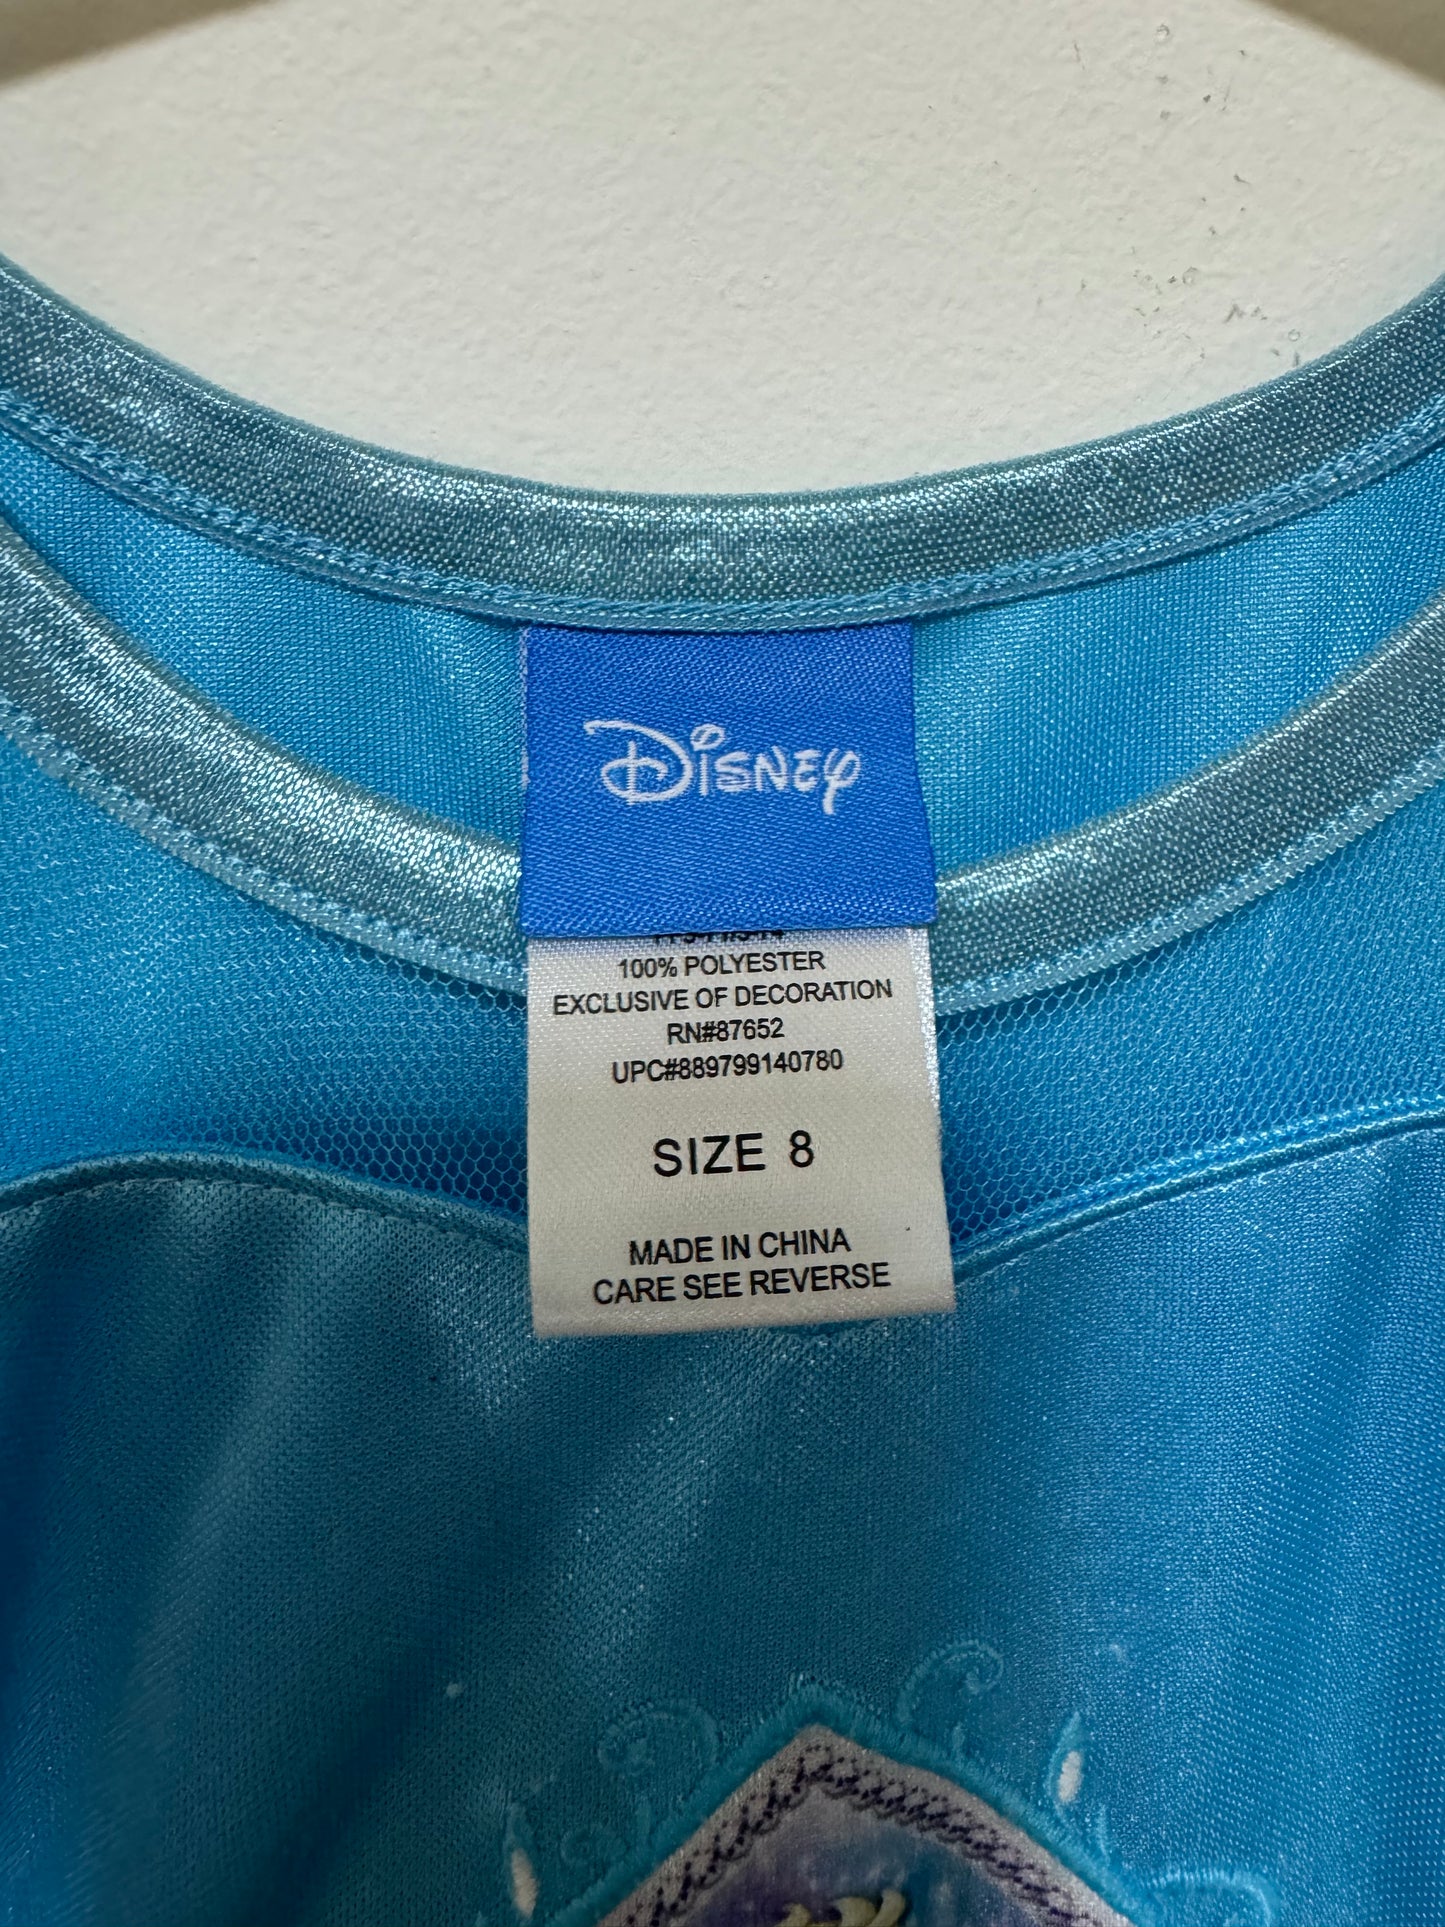 Disney
100% POLYESTER
EXCLUSIVE OF DECORATION
RN#87652
UPC#889799140780
SIZE 8
MADE IN CHINA
CARE SEE REVERSE